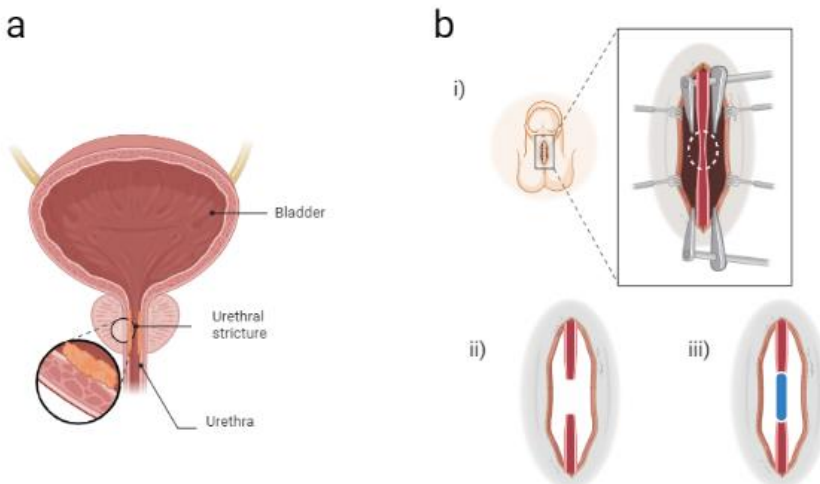 a
b
i)
Bladder
Urethral
stricture
Urethra
ii)
iii)